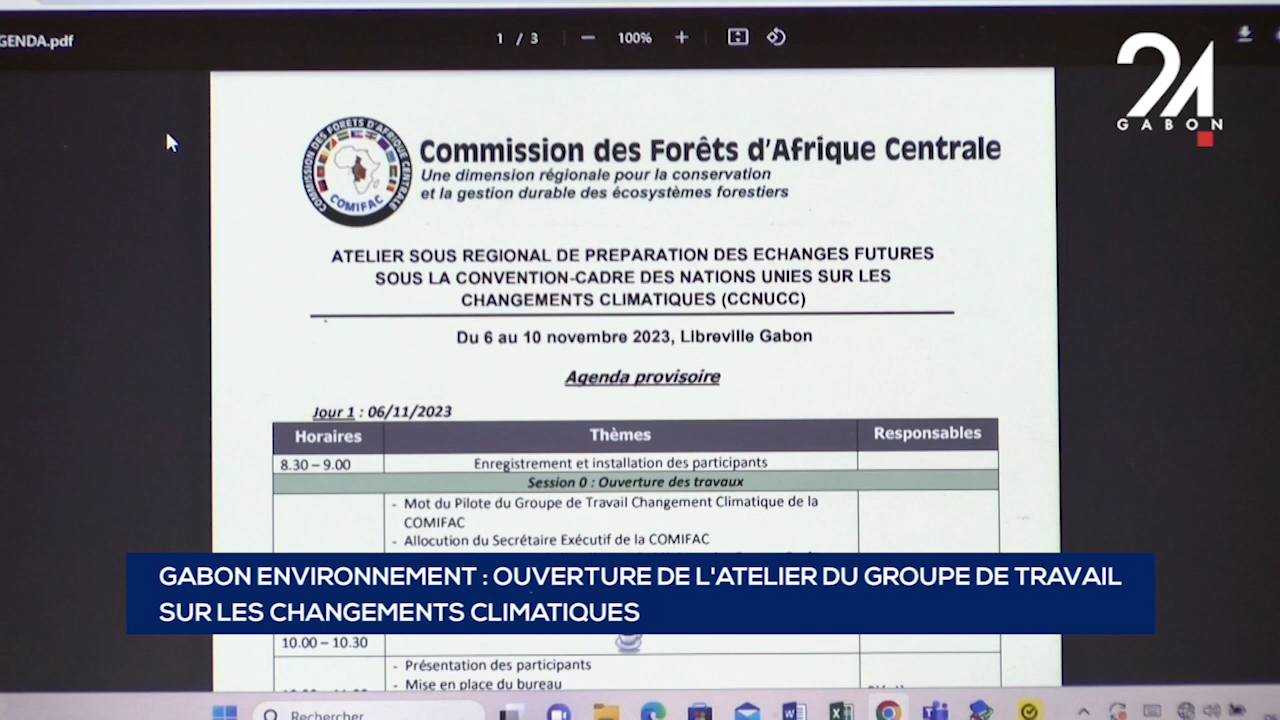 GENDA.pdf
1 / 3
100%
24
GABON
COMMISSION DES FORÊTS D'AFRIQUE CENTRALE
COMIFAC
Commission des Forêts d'Afrique Centrale
Une dimension régionale pour la conservation
et la gestion durable des écosystèmes forestiers
ATELIER SOUS REGIONAL DE PREPARATION DES ECHANGES FUTURES
SOUS LA CONVENTION-CADRE DES NATIONS UNIES SUR LES
CHANGEMENTS CLIMATIQUES (CCNUCC)
Du 6 au 10 novembre 2023, Libreville Gabon
Agenda provisoire
Jour 1 : 06/11/2023
Horaires Thèmes Responsables
8.30 – 9.00 Enregistrement et installation des participants
Session 0 : Ouverture des travaux
- Mot du Pilote du Groupe de Travail Changement Climatique de la
COMIFAC
- Allocution du Secrétaire Exécutif de la COMIFAC
GABON ENVIRONNEMENT : OUVERTURE DE L'ATELIER DU GROUPE DE TRAVAIL
SUR LES CHANGEMENTS CLIMATIQUES
10.00 – 10.30
- Présentation des participants
- Mise en place du bureau
Rechercher